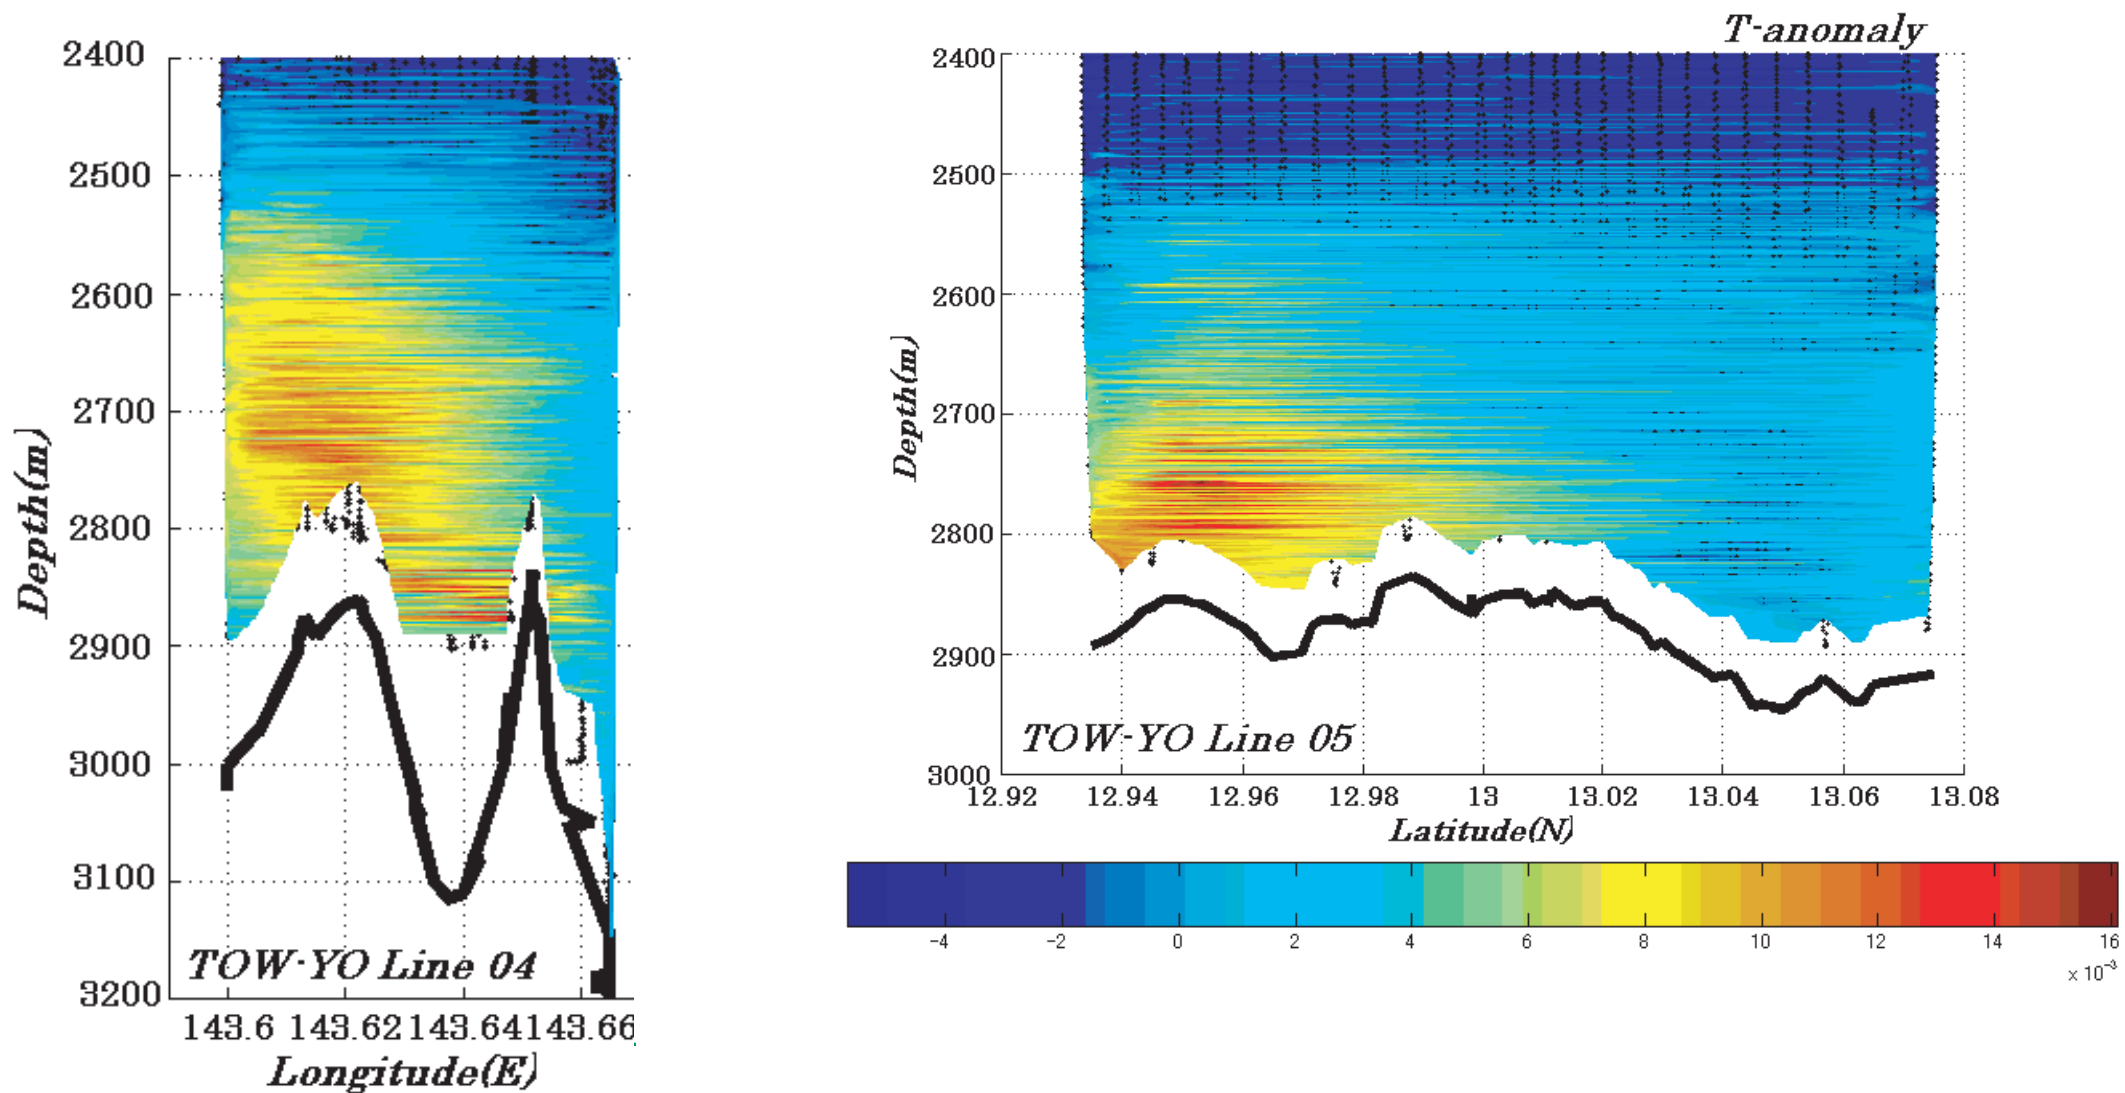 T-anomaly
2400
2500
2600
2700
2800
2900
3000
3100
3200
Depth(m)
TOW-YO Line 04
143.6 143.62 143.64 143.66
Longitude(E)
2400
2500
2600
2700
2800
2900
3000
Depth(m)
TOW-YO Line 05
12.92 12.94 12.96 12.98 13 13.02 13.04 13.06 13.08
Latitude(N)
-4 -2 0 2 4 6 8 10 12 14 16
x 10⁻³